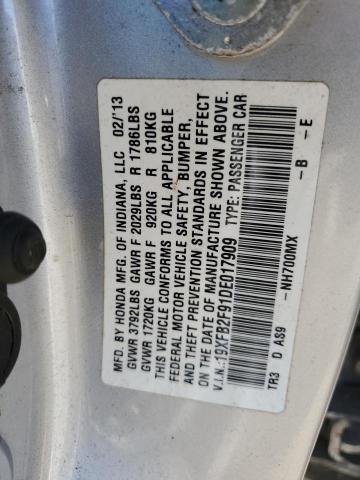 MFD. BY HONDA MFG. OF INDIANA, LLC. 02/'13
GVWR 3792LBS GAWR F 2029LBS R 1786LBS
GVWR 1720KG GAWR F 920KG R 810KG
THIS VEHICLE CONFORMS TO ALL APPLICABLE
FEDERAL MOTOR VEHICLE SAFETY, BUMPER,
AND THEFT PREVENTION STANDARDS IN EFFECT
ON THE DATE OF MANUFACTURE SHOWN ABOVE.
V.I.N.:19XFB2F91DE017909 TYPE: PASSENGER CAR
NH700MX B E
TR3 D AS9